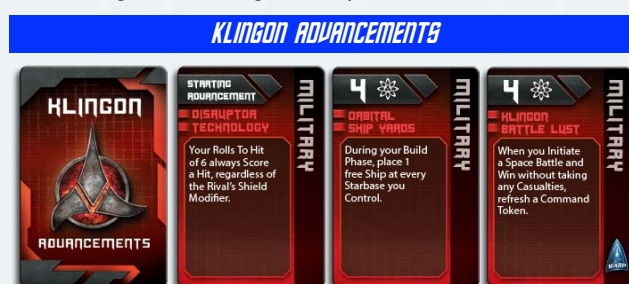 KLINGON ADVANCEMENTS
KLINGON
ADVANCEMENTS
STARTING
ADVANCEMENT
DISRUPTOR
TECHNOLOGY
Your Rolls To Hit
of 6 always Score
a Hit, regardless of
the Rival's Shield
Modifier.
MILITARY
4
ORBITAL
SHIP YARDS
During your Build
Phase, place 1
free Ship at every
Starbase you
Control.
MILITARY
4
KLINGON
BATTLE LUST
When you Initiate
a Space Battle and
Win without taking
any Casualties,
refresh a Command
Token.
MILITARY
WARP